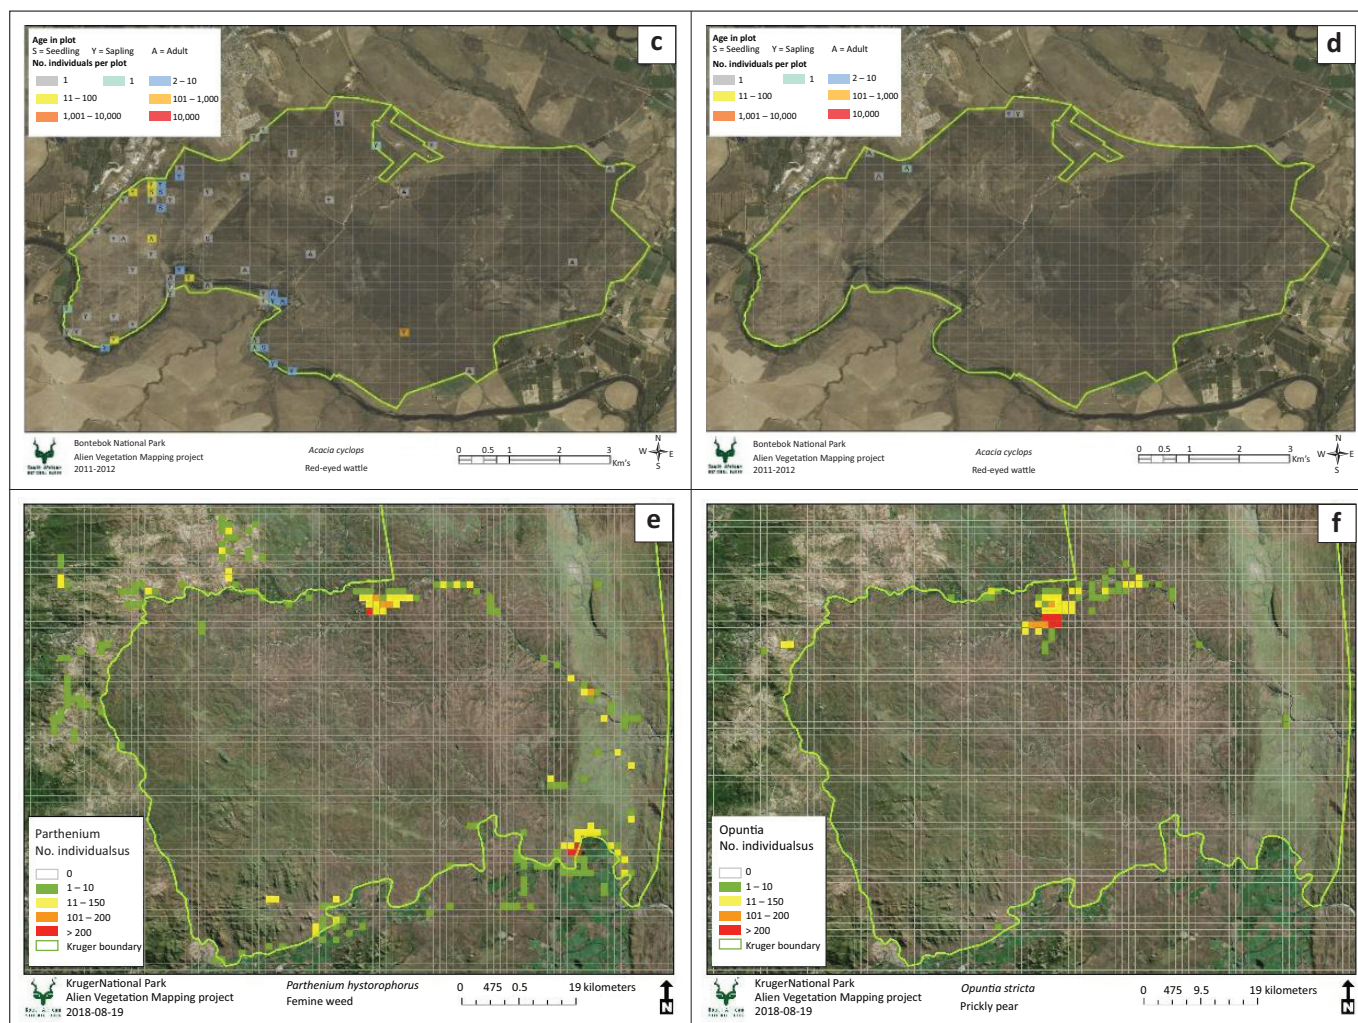 c
Age in plot
S = Seedling Y = Sapling A = Adult
No. individuals per plot
1 1 2 – 10
11 – 100 101 – 1,000
1,001 – 10,000 10,000
Bontebok National Park
Alien Vegetation Mapping project
2011-2012
Acacia cyclops
Red-eyed wattle
0 0.5 1 2 3
Km's
N
W E
S
d
Age in plot
S = Seedling Y = Sapling A = Adult
No. individuals per plot
1 1 2 – 10
11 – 100 101 – 1,000
1,001 – 10,000 10,000
Bontebok National Park
Alien Vegetation Mapping project
2011-2012
Acacia cyclops
Red-eyed wattle
0 0.5 1 2 3
Km's
N
W E
S
e
Parthenium
No. individualsus
0
1 – 10
11 – 150
101 – 200
> 200
Kruger boundary
KrugerNational Park
Alien Vegetation Mapping project
2018-08-19
Parthenium hystorophorus
Femine weed
0 475 0.5 19 kilometers
N
f
Opuntia
No. individualsus
0
1 – 10
11 – 150
101 – 200
> 200
Kruger boundary
KrugerNational Park
Alien Vegetation Mapping project
2018-08-19
Opuntia stricta
Prickly pear
0 475 9.5 19 kilometers
N